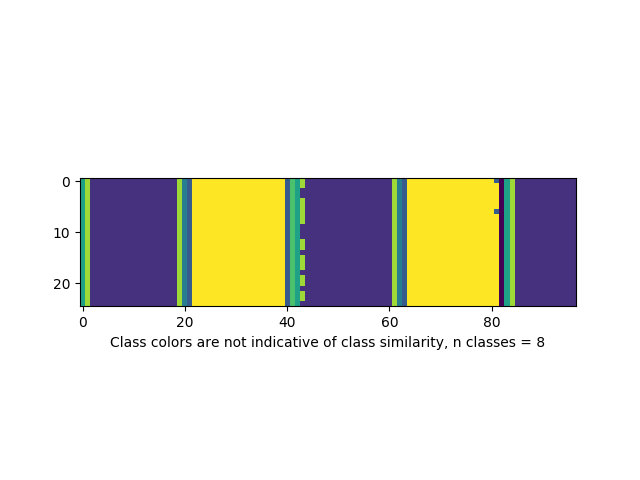 0
10
20
0 20 40 60 80
Class colors are not indicative of class similarity, n classes = 8